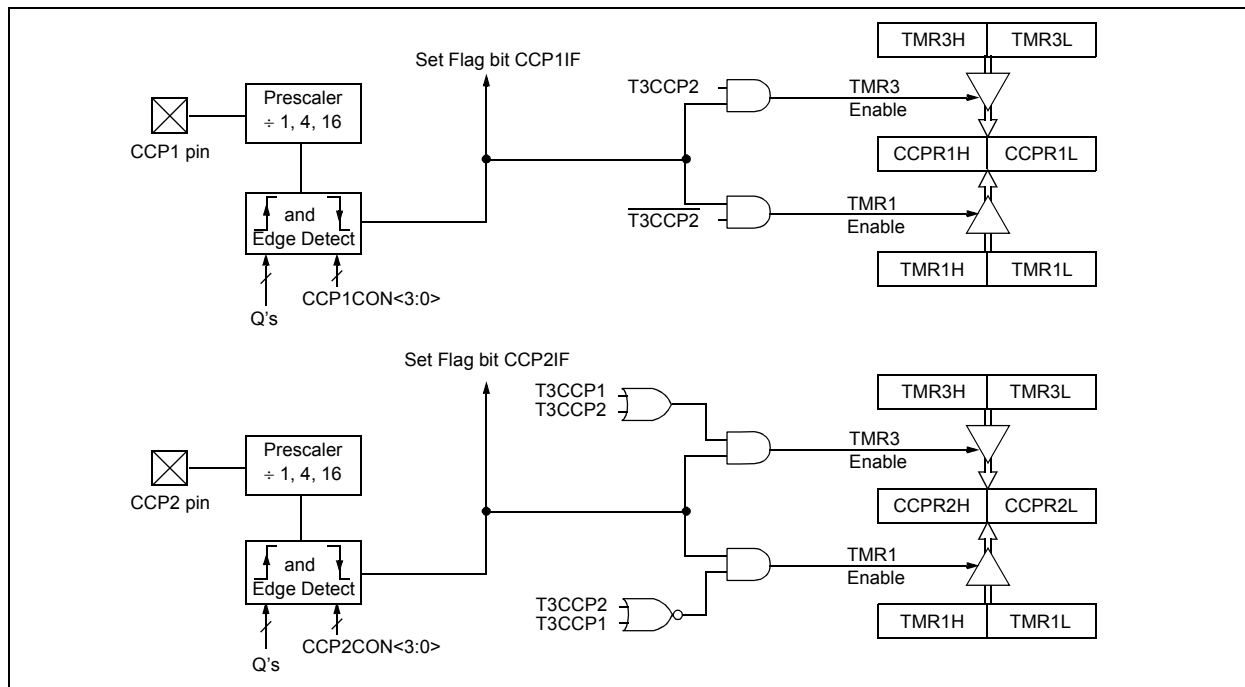 TMR3H TMR3L
Set Flag bit CCP1IF
T3CCP2
TMR3
Enable
Prescaler
÷ 1, 4, 16
CCP1 pin
CCPR1H CCPR1L
and
Edge Detect
T3CCP2
TMR1
Enable
TMR1H TMR1L
CCP1CON<3:0>
Q's
Set Flag bit CCP2IF
TMR3H TMR3L
T3CCP1
T3CCP2
TMR3
Enable
Prescaler
÷ 1, 4, 16
CCP2 pin
CCPR2H CCPR2L
and
Edge Detect
TMR1
Enable
T3CCP2
T3CCP1
TMR1H TMR1L
CCP2CON<3:0>
Q's